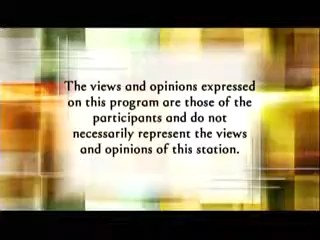 The views and opinions expressed
on this program are those of the
participants and do not
necessarily represent the views
and opinions of this station.